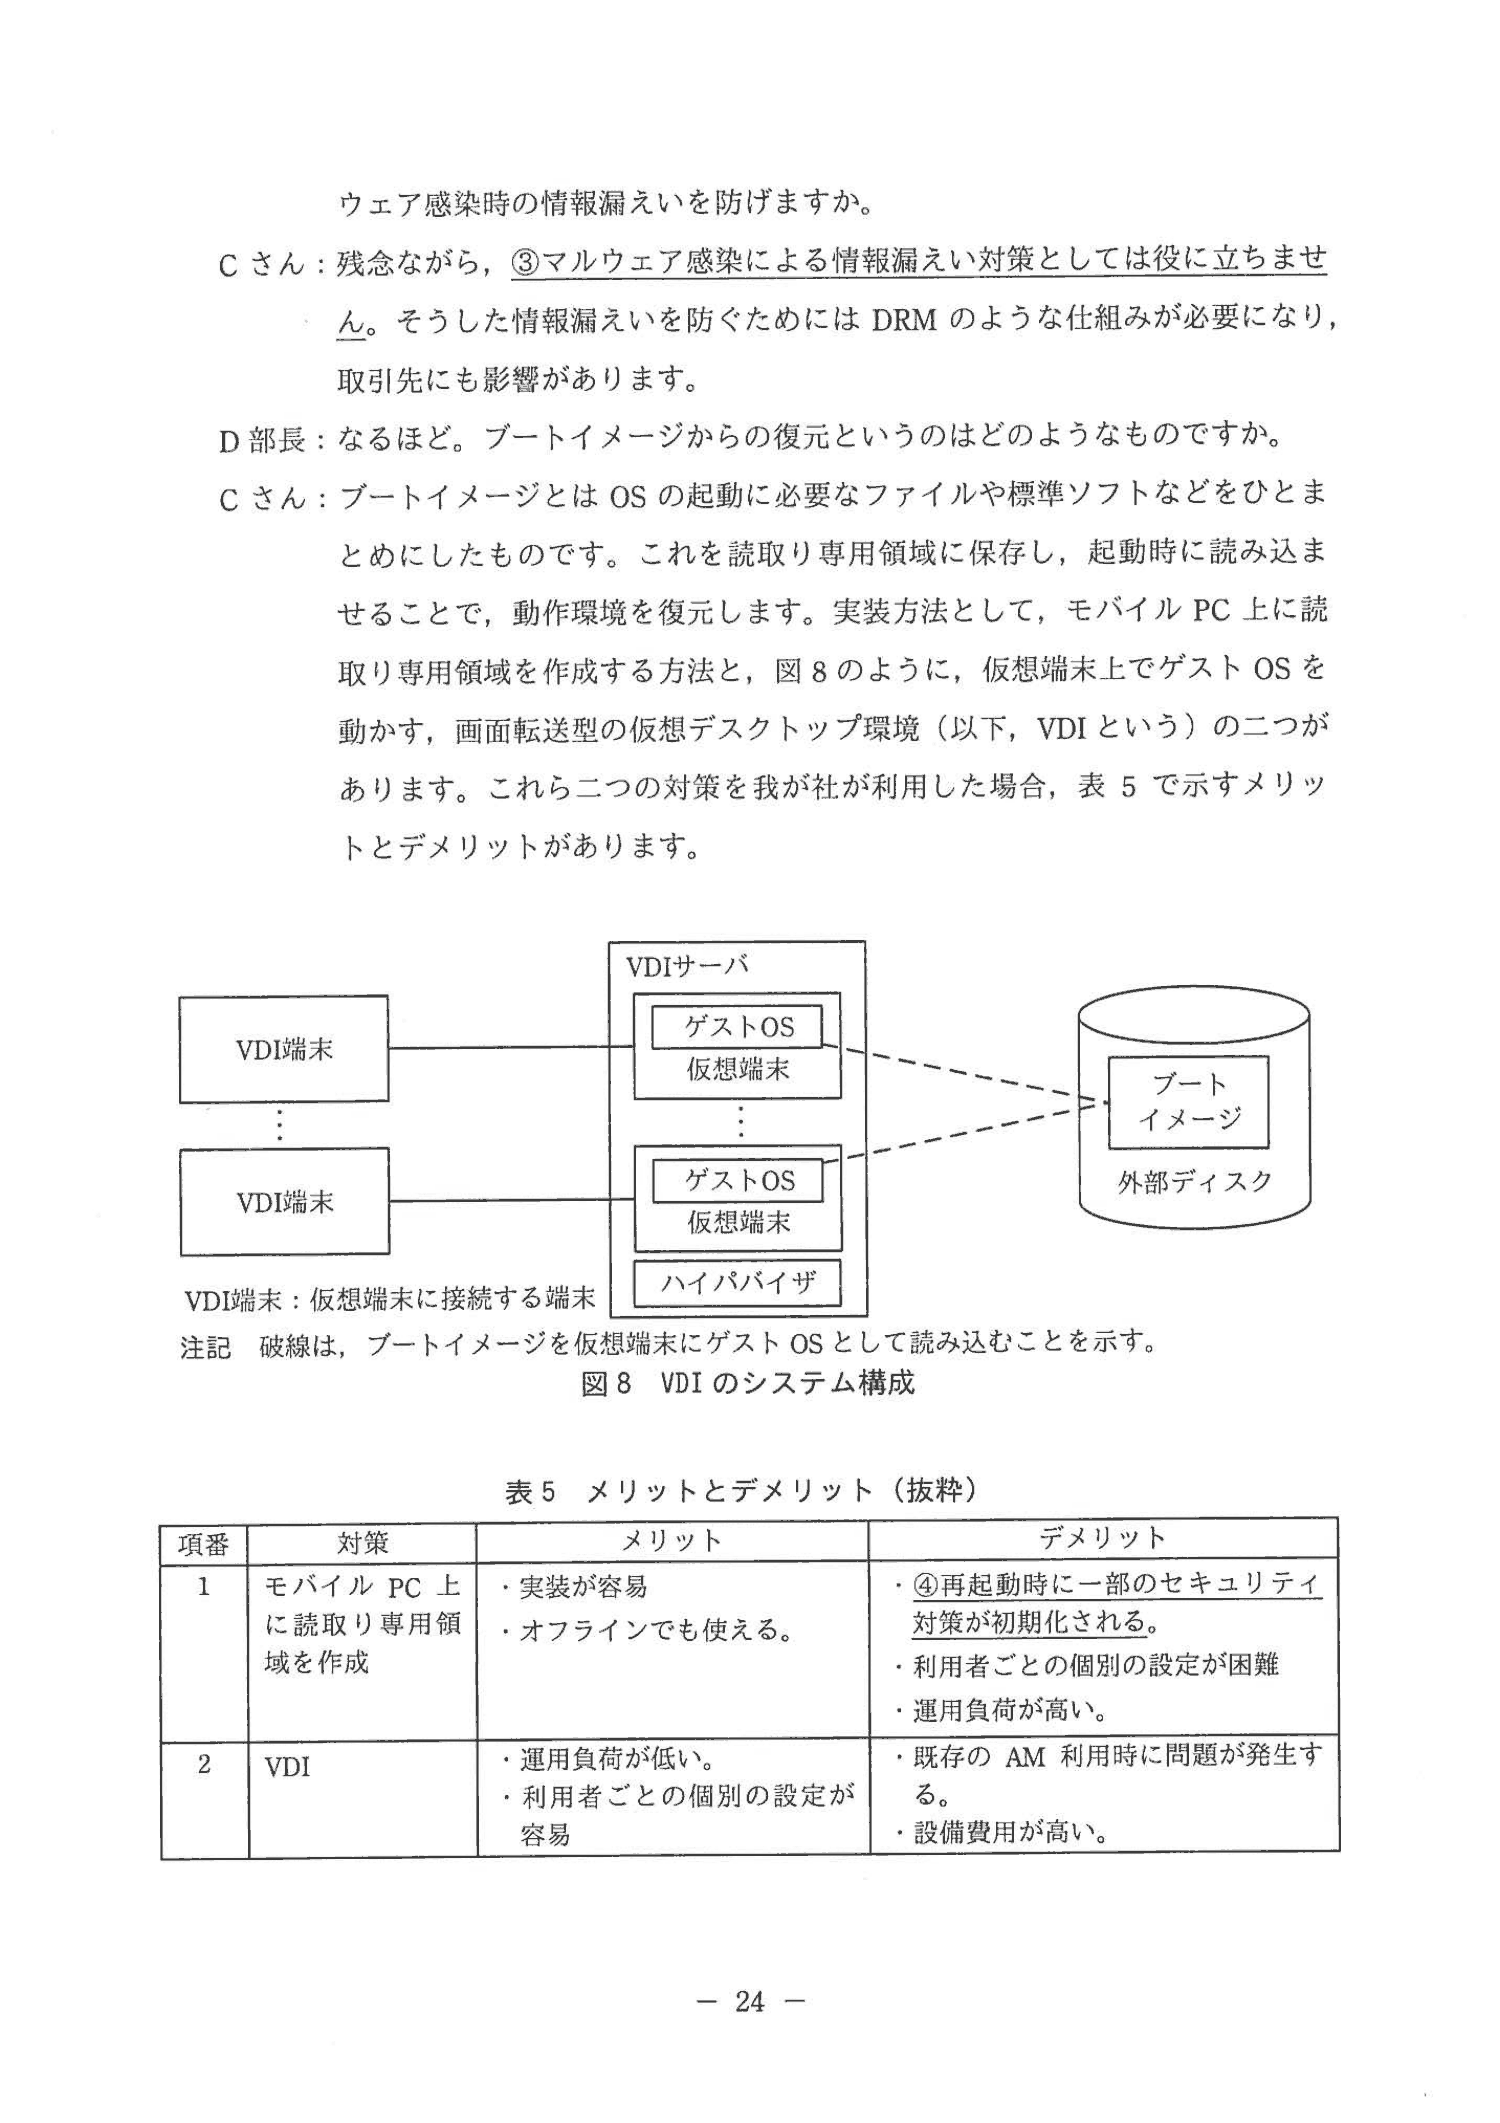 ウェア感染時の情報漏えいを防げますか。
C さん：残念ながら，③マルウェア感染による情報漏えい対策としては役に立ちませ
ん。そうした情報漏えいを防ぐためには DRM のような仕組みが必要になり，
取引先にも影響があります。
D 部長：なるほど。ブートイメージからの復元というのはどのようなものですか。
C さん：ブートイメージとは OS の起動に必要なファイルや標準ソフトなどをひとま
とめにしたものです。これを読取り専用領域に保存し，起動時に読み込ま
せることで，動作環境を復元します。実装方法として，モバイル PC 上に読
取り専用領域を作成する方法と，図 8 のように，仮想端末上でゲスト OS を
動かす，画面転送型の仮想デスクトップ環境（以下，VDI という）の二つが
あります。これら二つの対策を我が社が利用した場合，表 5 で示すメリッ
トとデメリットがあります。
VDIサーバ
VDI端末
ゲストOS
仮想端末
ブート
イメージ
外部ディスク
⋮
⋮
VDI端末
ゲストOS
仮想端末
ハイパバイザ
VDI端末：仮想端末に接続する端末
注記　破線は，ブートイメージを仮想端末にゲスト OS として読み込むことを示す。
図 8　VDI のシステム構成
表 5　メリットとデメリット（抜粋）
項番　対策　メリット　デメリット
1
モバイル PC 上
に読取り専用領
域を作成
・実装が容易
・オフラインでも使える。
・④再起動時に一部のセキュリティ
対策が初期化される。
・利用者ごとの個別の設定が困難
・運用負荷が高い。
2
VDI
・運用負荷が低い。
・利用者ごとの個別の設定が
容易
・既存の AM 利用時に問題が発生す
る。
・設備費用が高い。
－ 24 －